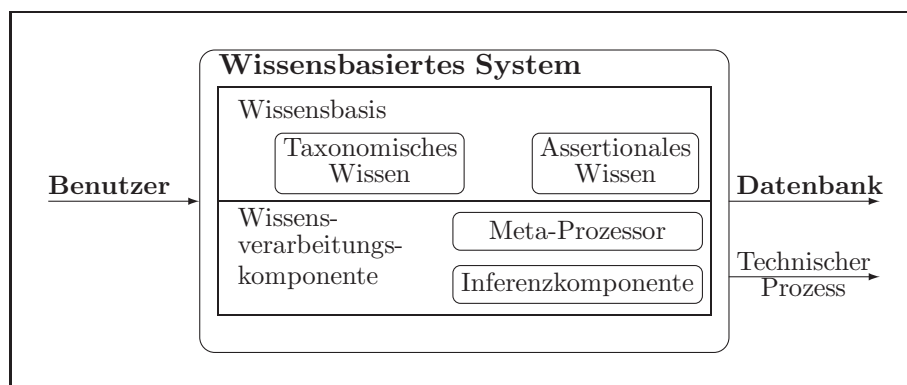 Wissensbasiertes System
Wissensbasis
Taxonomisches
Wissen
Assertionales
Wissen
Benutzer
Datenbank
Wissens-
verarbeitungs-
komponente
Meta-Prozessor
Inferenzkomponente
Technischer
Prozess